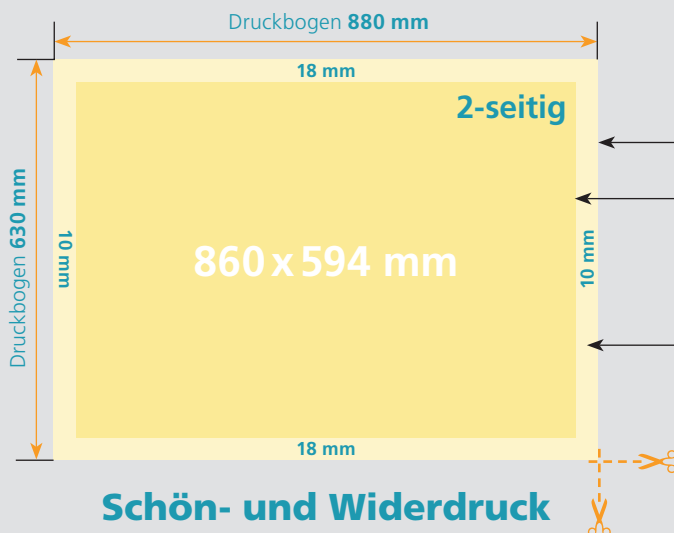 Druckbogen 880 mm
18 mm
2-seitig
Druckbogen 630 mm
10 mm
860 x 594 mm
10 mm
18 mm
Schön- und Widerdruck